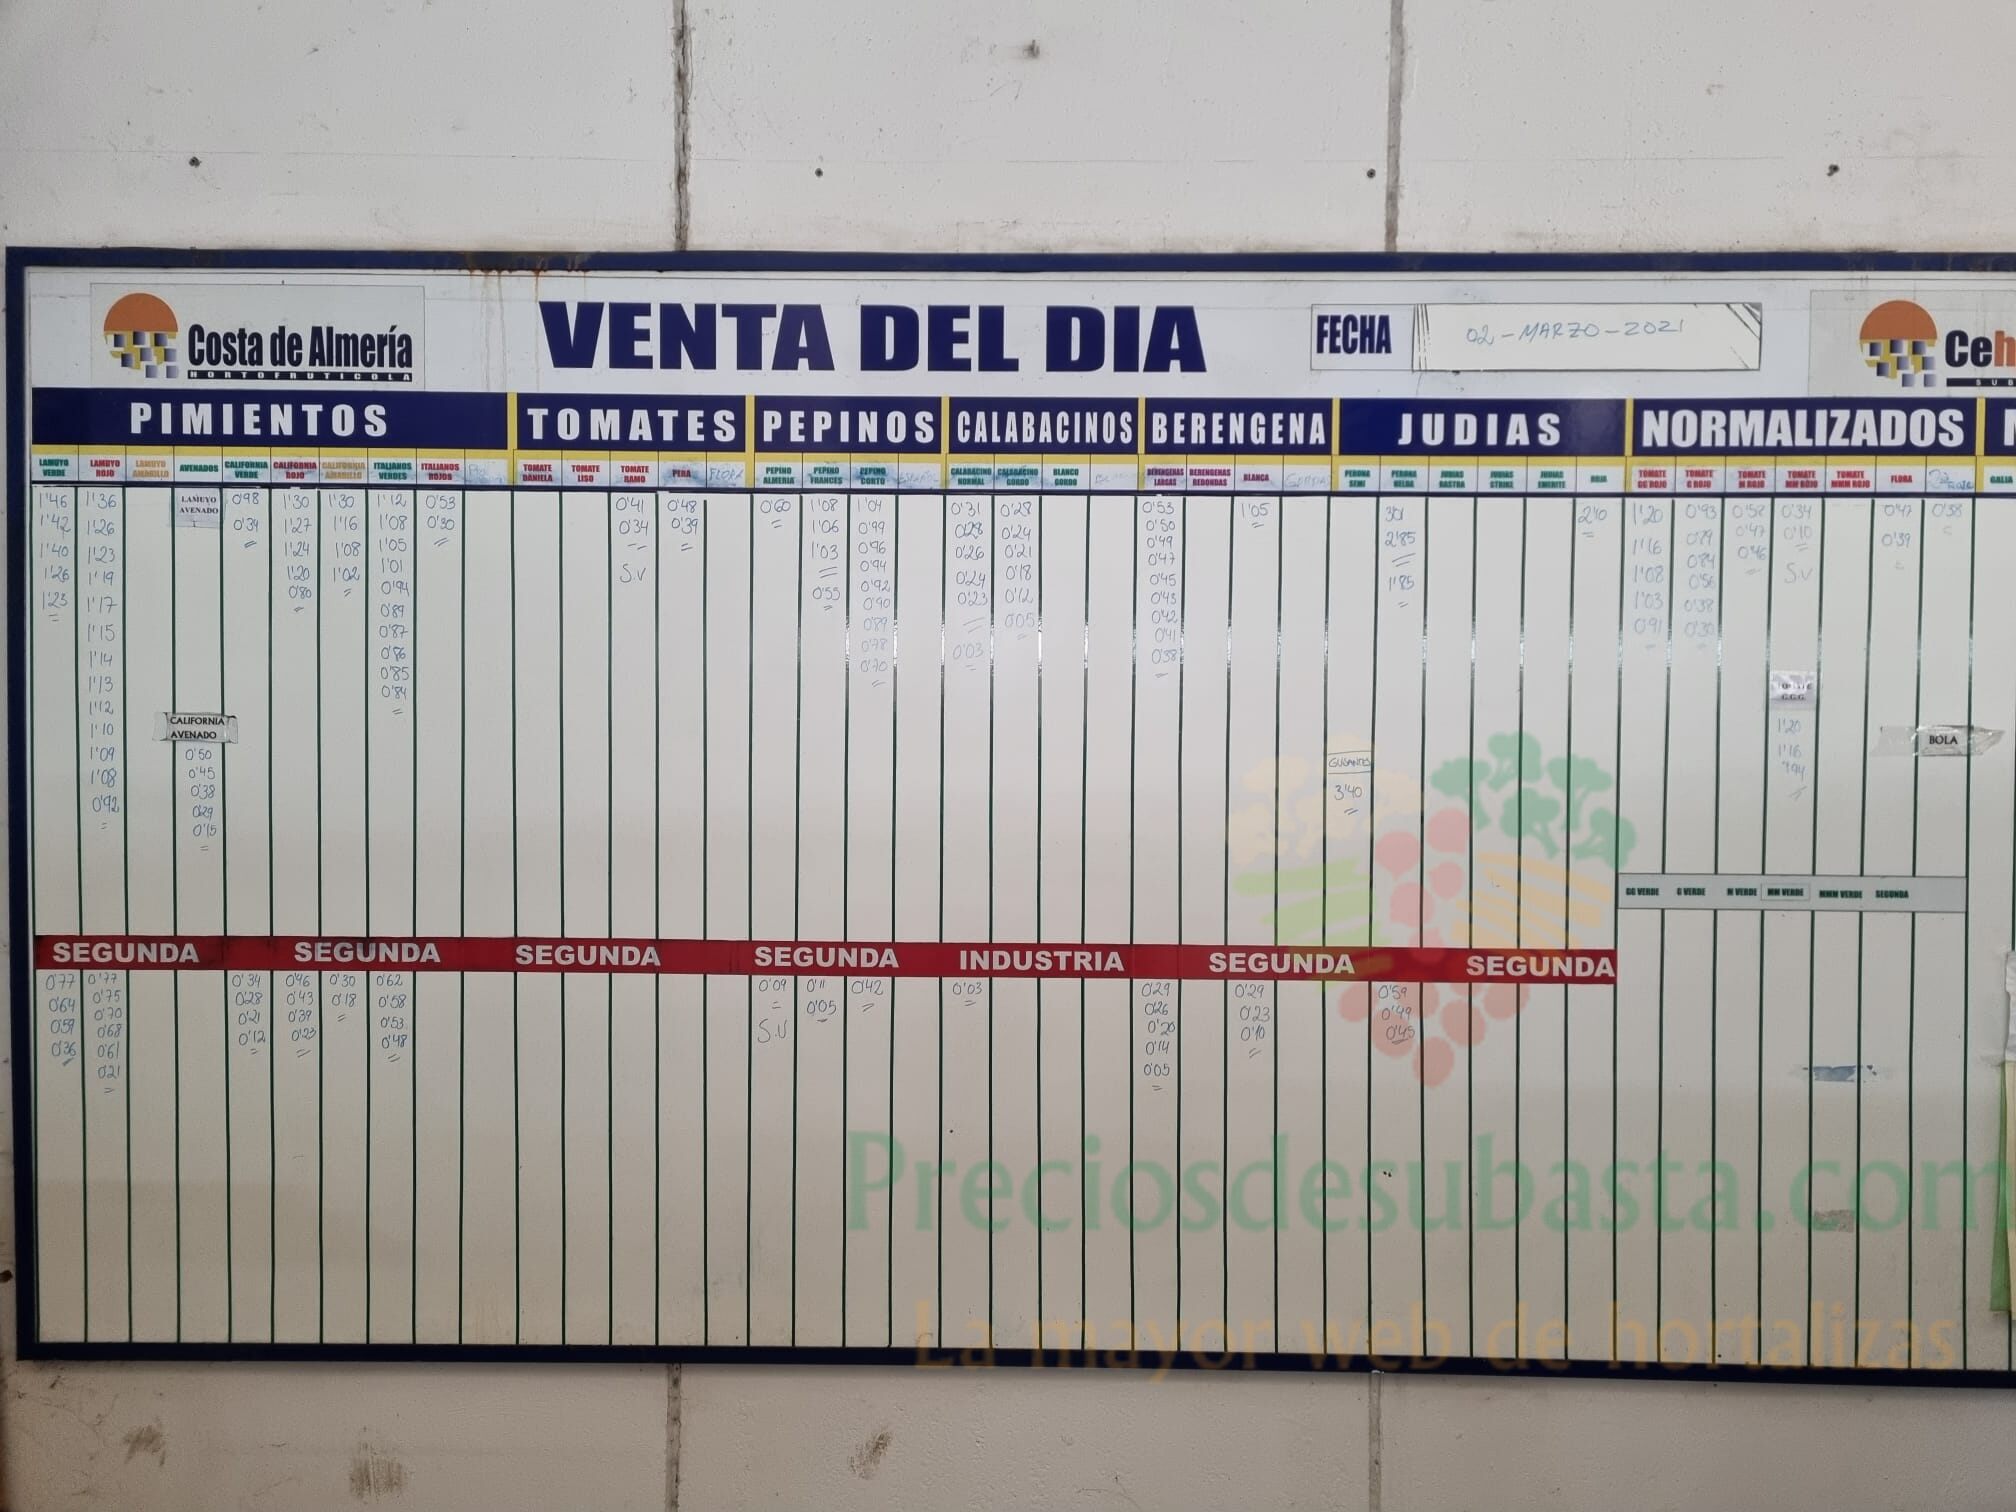 Costa de Almería
HORTOFRUTICOLA
VENTA DEL DIA
FECHA
02-MARZO-2021
Ceh
SUB
PIMIENTOS
TOMATES
PEPINOS
CALABACINOS
BERENGENA
JUDIAS
NORMALIZADOS
LAMUYO VERDE
LAMUYO ROJO
LAMUYO AMARILLO
AVENADOS
CALIFORNIA VERDE
CALIFORNIA ROJO
CALIFORNIA AMARILLO
ITALIANOS VERDES
ITALIANOS ROJOS
TOMATE DANIELA
TOMATE LISO
TOMATE RAMO
PERA
FLORA
PEPINO ALMERIA
PEPINO FRANCES
PEPINO CORTO
CALABACINO NORMAL
CALABACINO GORDO
BLANCO GORDO
BERENGENAS LARGAS
BERENGENAS REDONDAS
BLANCA
PERONA SEMI
PERONA HELDA
JUDIAS RASTRA
JUDIAS STRIKE
JUDIAS EMERITE
ROJA
TOMATE GG ROJO
TOMATE G ROJO
TOMATE M ROJO
TOMATE MM ROJO
TOMATE MMM ROJO
FLORA
GALIA
1'46 1'42 1'40 1'26 1'23
1'36 1'26 1'23 1'19 1'17 1'15 1'14 1'13 1'12 1'10 1'09 1'08 0'92
LAMUYO AVENADO
CALIFORNIA AVENADO
0'50 0'45 0'38 0'29 0'15
0'98 0'34
1'30 1'27 1'24 1'20 0'80
1'30 1'16 1'08 1'02
1'12 1'08 1'05 1'01 0'94 0'89 0'87 0'86 0'85 0'84
0'53 0'30
0'41 0'34 S.V
0'48 0'39
0'60
1'08 1'06 1'03 0'55
1'04 0'99 0'96 0'94 0'92 0'90 0'89 0'78 0'70
0'31 0'28 0'26 0'24 0'23 0'03
0'28 0'24 0'21 0'18 0'12 0'05
0'53 0'50 0'49 0'47 0'45 0'43 0'42 0'41 0'38
1'05
3'40
2'85 1'85
2'10
1'20 1'16 1'08 1'03 0'91
0'93 0'89 0'84 0'56 0'38 0'30
0'52 0'47 0'46
0'34 0'10 S.V
1'20 1'16
0'47 0'39
0'38
BOLA
GG VERDE
G VERDE
M VERDE
MM VERDE
MMM VERDE
SEGUNDA
SEGUNDA
SEGUNDA
SEGUNDA
SEGUNDA
INDUSTRIA
SEGUNDA
SEGUNDA
0'77 0'64 0'59 0'36
0'77 0'75 0'70 0'68 0'61 0'21
0'34 0'28 0'21 0'12
0'46 0'43 0'39 0'23
0'30 0'18
0'62 0'58 0'53 0'48
0'09 S.V
0'11 0'05
0'42
0'03
0'29 0'26 0'20 0'14 0'05
0'29 0'23 0'10
0'59 0'49 0'45
Preciosdesubasta.com
La mayor web de hortalizas